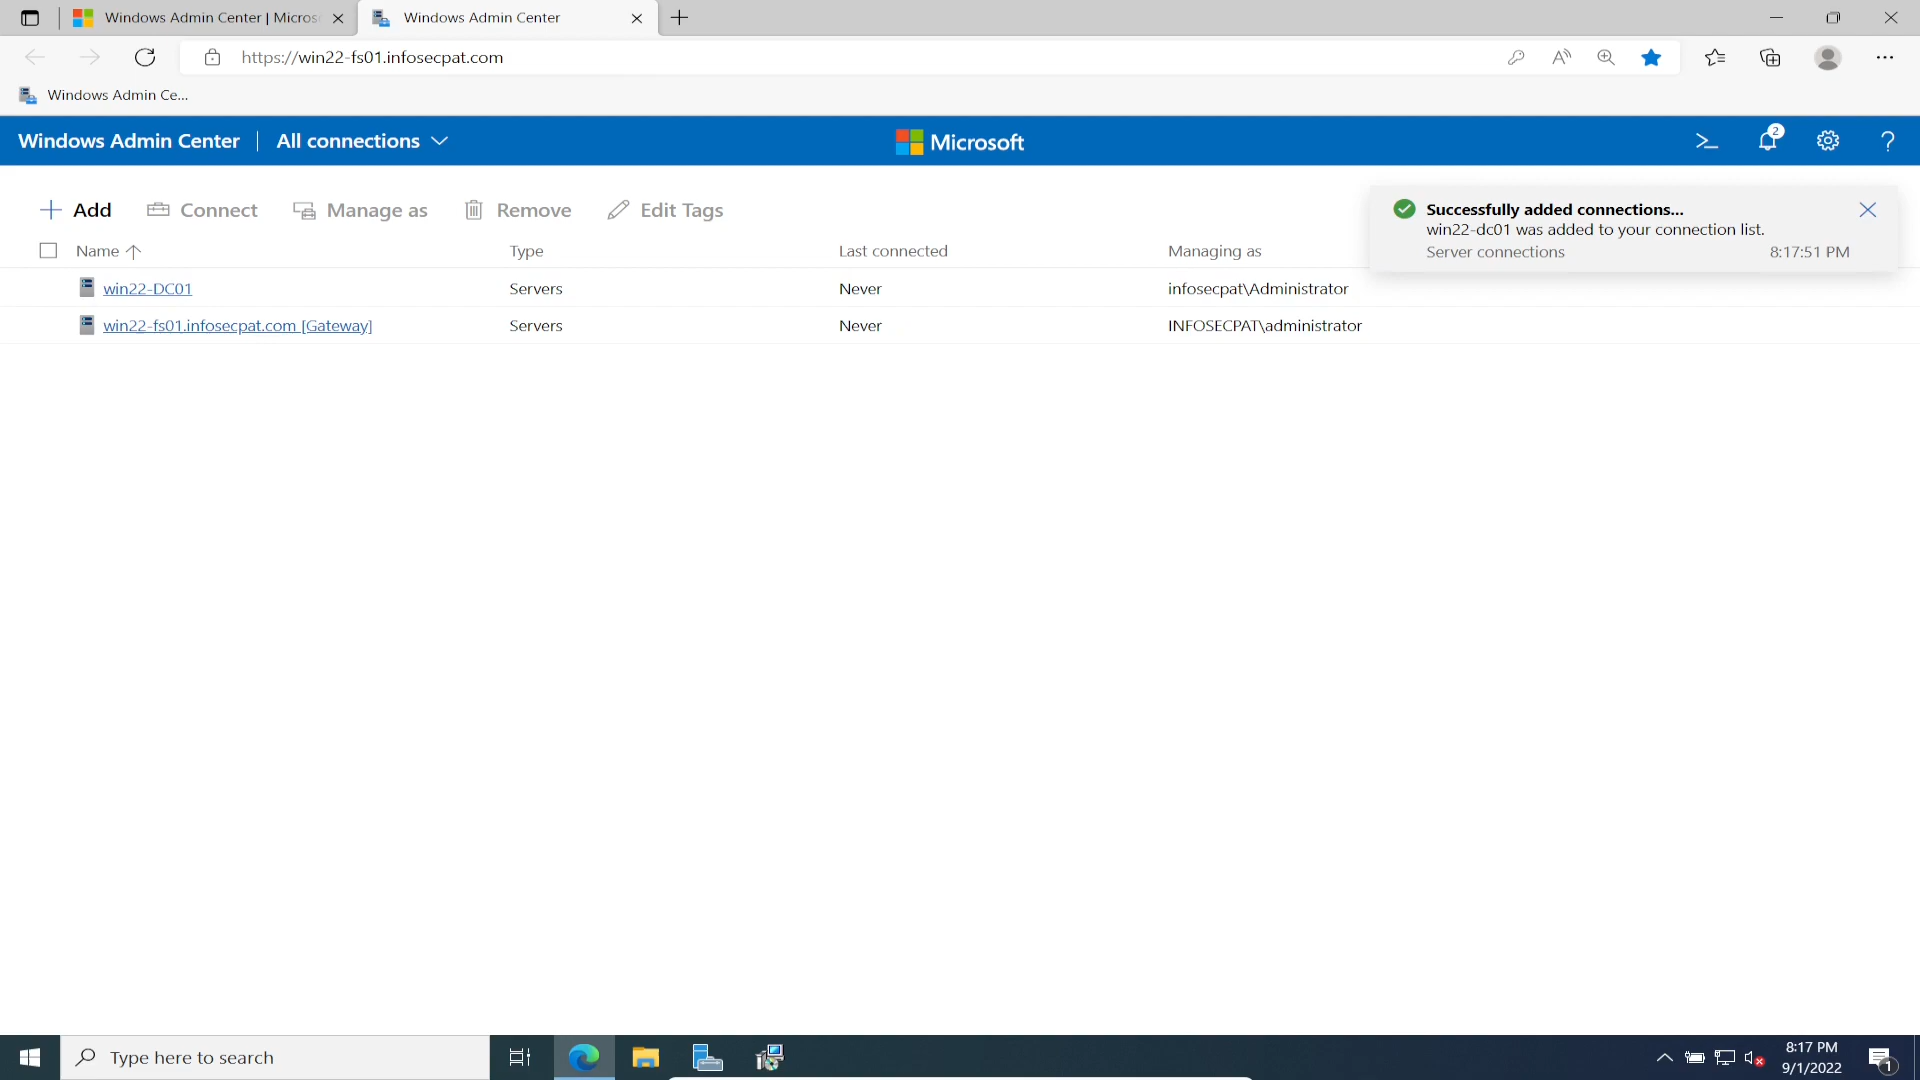 Windows Admin Center | Micros
Windows Admin Center
https://win22-fs01.infosecpat.com
Windows Admin Ce...
Windows Admin Center
All connections
Microsoft
2
Add
Connect
Manage as
Remove
Edit Tags
Successfully added connections...
win22-dc01 was added to your connection list.
Server connections
8:17:51 PM
Name
Type
Last connected
Managing as
win22-DC01
Servers
Never
infosecpat\Administrator
win22-fs01.infosecpat.com [Gateway]
Servers
Never
INFOSECPAT\administrator
Type here to search
8:17 PM
9/1/2022
1